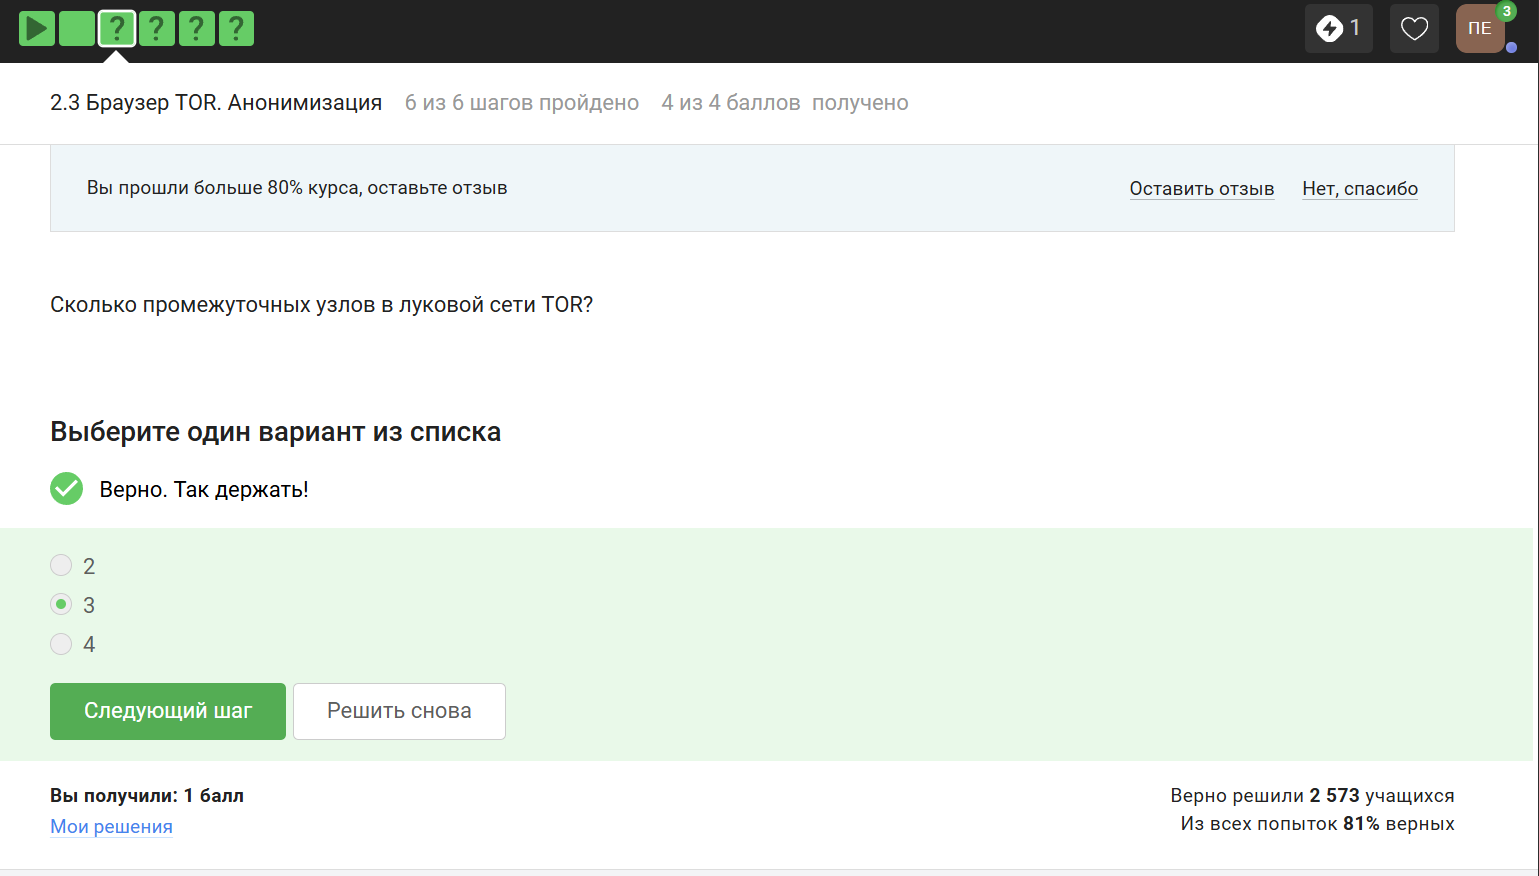 ? ? ? ?
1
ПЕ
3
2.3 Браузер TOR. Анонимизация 6 из 6 шагов пройдено 4 из 4 баллов получено
Вы прошли больше 80% курса, оставьте отзыв Оставить отзыв Нет, спасибо
Сколько промежуточных узлов в луковой сети TOR?
Выберите один вариант из списка
Верно. Так держать!
2
3
4
Следующий шаг Решить снова
Вы получили: 1 балл
Мои решения
Верно решили 2 573 учащихся
Из всех попыток 81% верных